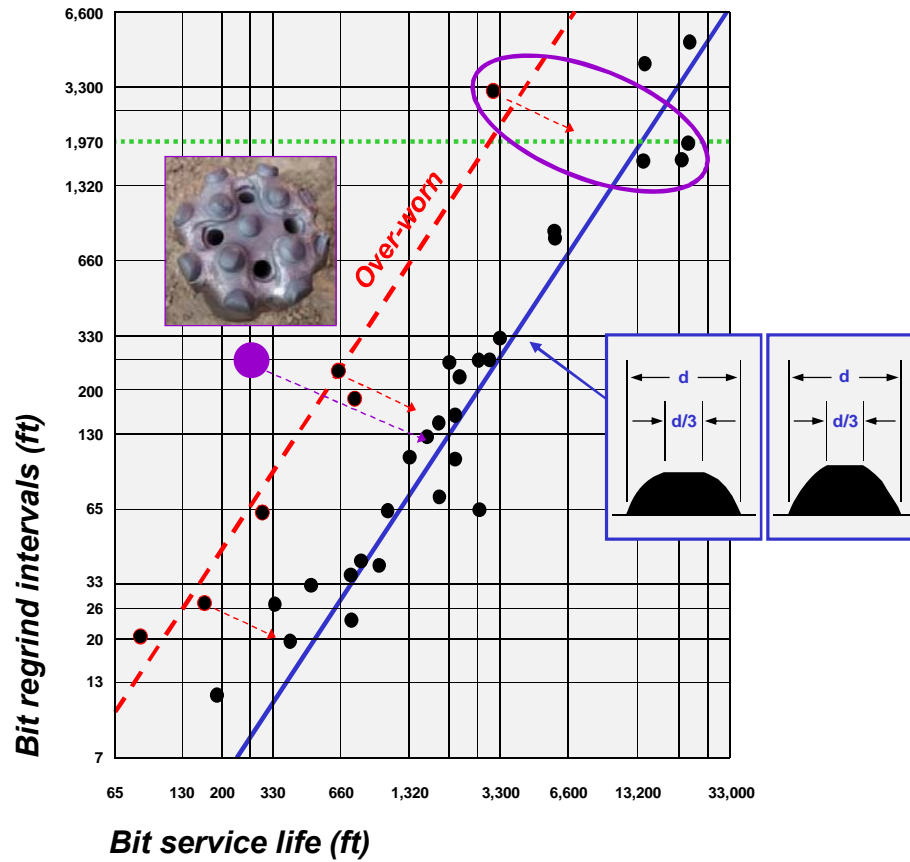 6,600
3,300
1,970
1,320
660
330
200
130
65
33
26
20
13
7
Bit regrind intervals (ft)
Over-worn
d
d/3
d
d/3
65 130 200 330 660 1,320 3,300 6,600 13,200 33,000
Bit service life (ft)